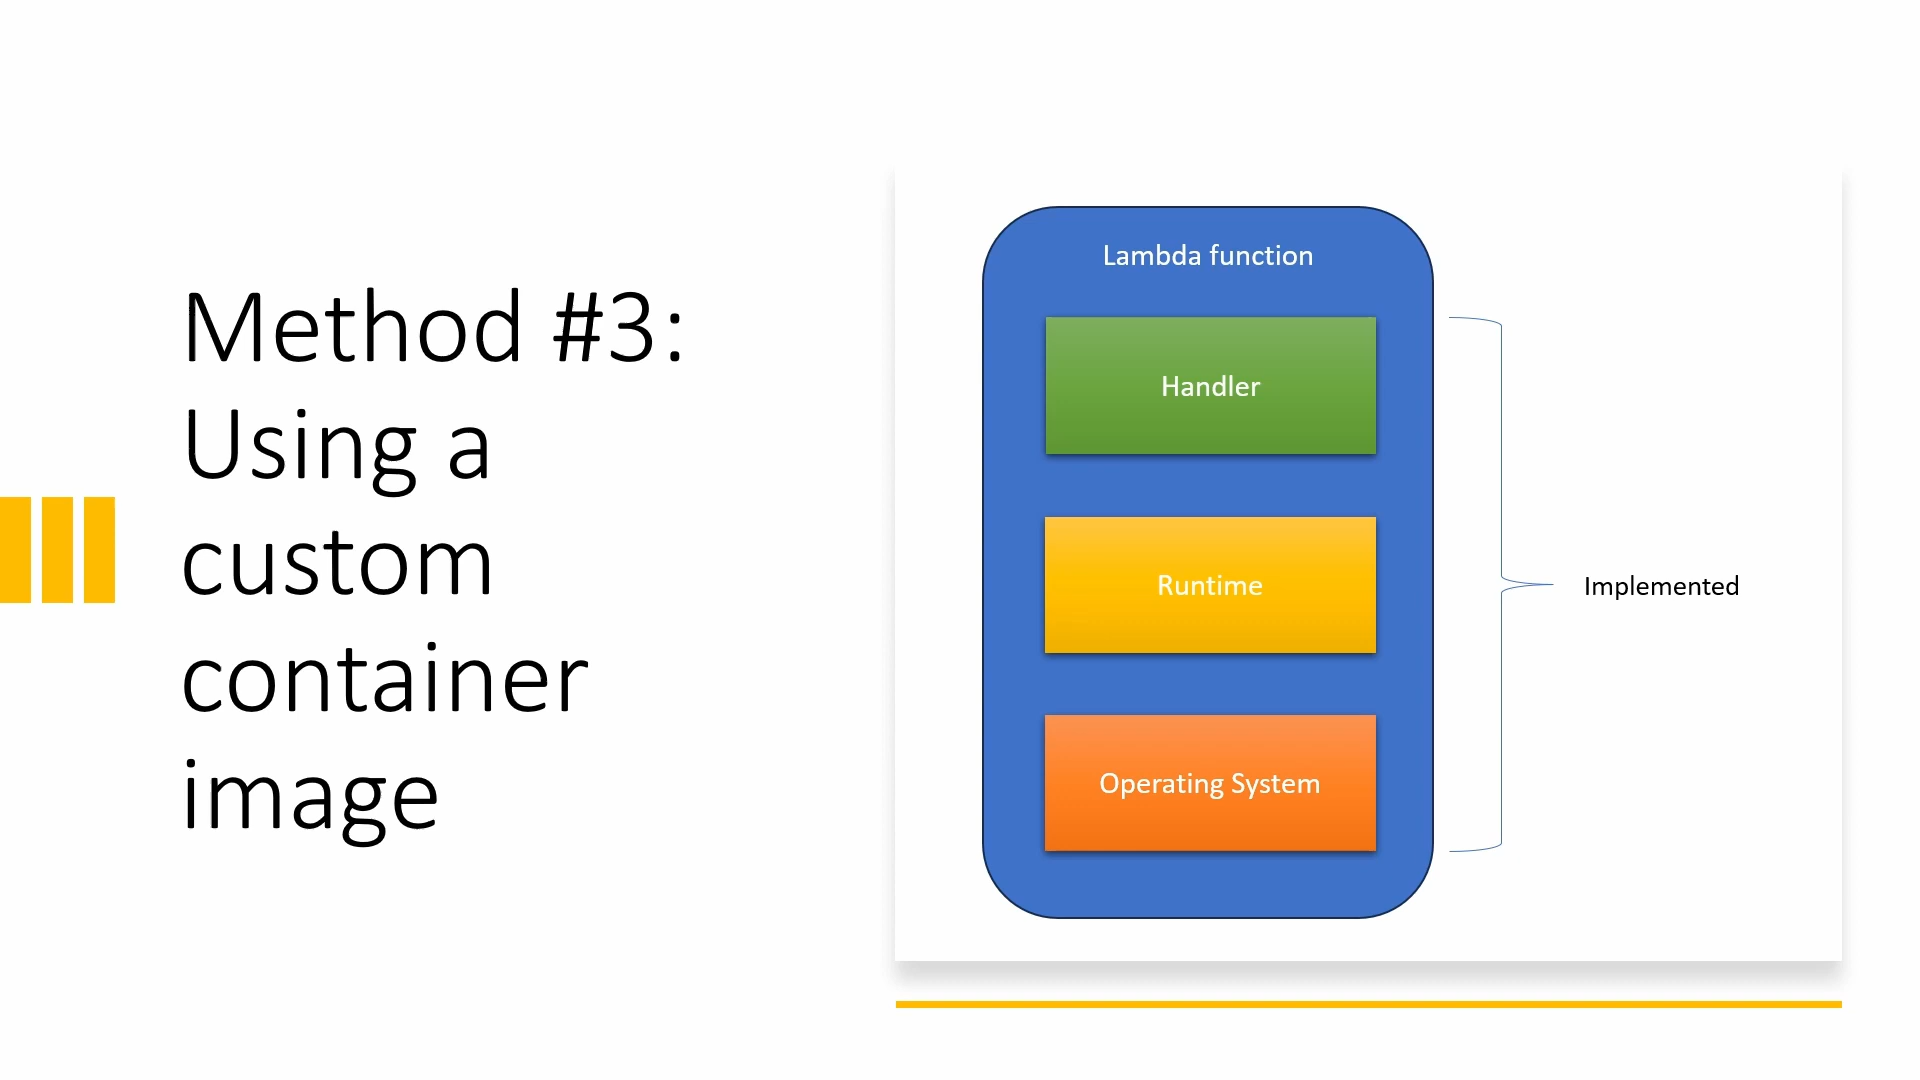 Method #3:
Using a
custom
container
image
Lambda function
Handler
Runtime
Operating System
Implemented